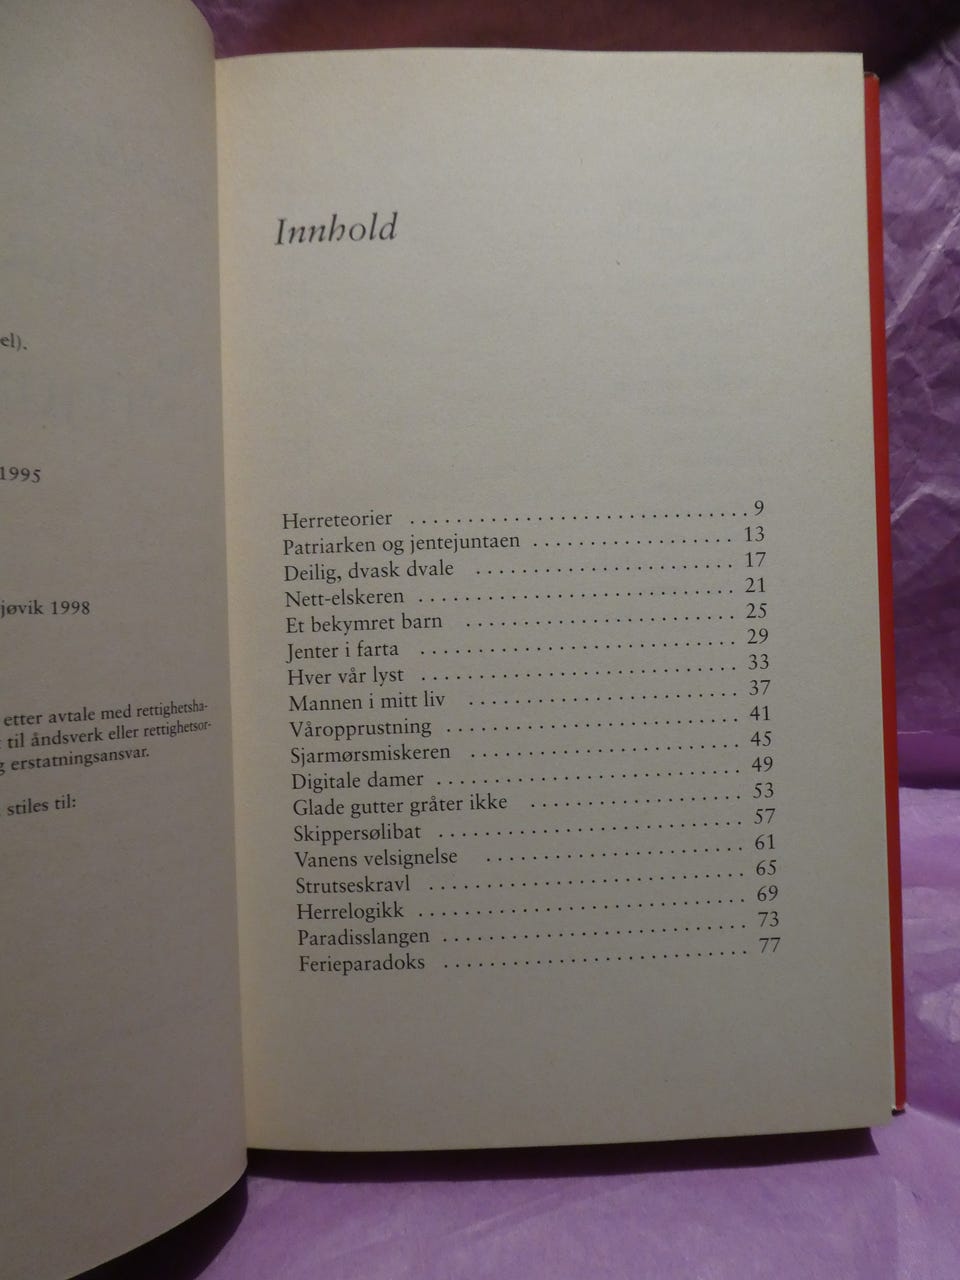 el).
1995
jøvik 1998
etter avtale med rettighetsha-
til åndsverk eller rettighetsor-
g erstatningsansvar.
stiles til:
Innhold
Herreteorier . . . . . . . . . . . . . . . . . . . . . . . . . . . . . . 9
Patriarken og jentejuntaen . . . . . . . . . . . . . . . . . . 13
Deilig, dvask dvale . . . . . . . . . . . . . . . . . . . . . . . 17
Nett-elskeren . . . . . . . . . . . . . . . . . . . . . . . . . . . . 21
Et bekymret barn . . . . . . . . . . . . . . . . . . . . . . . . 25
Jenter i farta . . . . . . . . . . . . . . . . . . . . . . . . . . . . 29
Hver vår lyst . . . . . . . . . . . . . . . . . . . . . . . . . . . . 33
Mannen i mitt liv . . . . . . . . . . . . . . . . . . . . . . . . 37
Våropprustning . . . . . . . . . . . . . . . . . . . . . . . . . . 41
Sjarmørsmiskeren . . . . . . . . . . . . . . . . . . . . . . . . 45
Digitale damer . . . . . . . . . . . . . . . . . . . . . . . . . . . 49
Glade gutter gråter ikke . . . . . . . . . . . . . . . . . . . 53
Skippersølibat . . . . . . . . . . . . . . . . . . . . . . . . . . . 57
Vanens velsignelse . . . . . . . . . . . . . . . . . . . . . . . 61
Strutseskravl . . . . . . . . . . . . . . . . . . . . . . . . . . . . 65
Herrelogikk . . . . . . . . . . . . . . . . . . . . . . . . . . . . . 69
Paradisslangen . . . . . . . . . . . . . . . . . . . . . . . . . . . 73
Ferieparadoks . . . . . . . . . . . . . . . . . . . . . . . . . . . 77